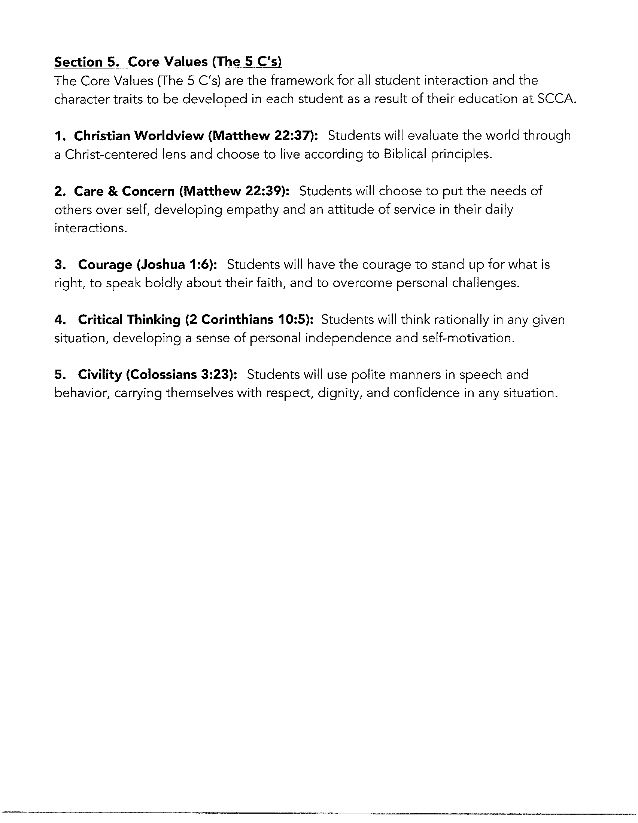 Section 5. Core Values (The 5 C's)
The Core Values (The 5 C's) are the framework for all student interaction and the
character traits to be developed in each student as a result of their education at SCCA.
1. Christian Worldview (Matthew 22:37): Students will evaluate the world through
a Christ-centered lens and choose to live according to Biblical principles.
2. Care & Concern (Matthew 22:39): Students will choose to put the needs of
others over self, developing empathy and an attitude of service in their daily
interactions.
3. Courage (Joshua 1:6): Students will have the courage to stand up for what is
right, to speak boldly about their faith, and to overcome personal challenges.
4. Critical Thinking (2 Corinthians 10:5): Students will think rationally in any given
situation, developing a sense of personal independence and self-motivation.
5. Civility (Colossians 3:23): Students will use polite manners in speech and
behavior, carrying themselves with respect, dignity, and confidence in any situation.